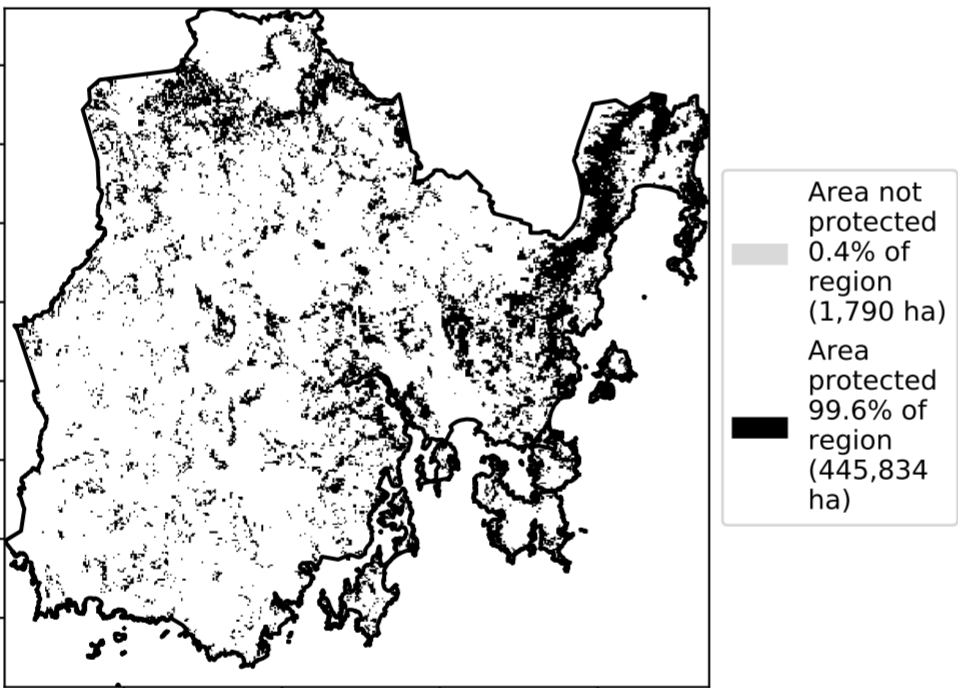 Area not
protected
0.4% of
region
(1,790 ha)
Area
protected
99.6% of
region
(445,834
ha)